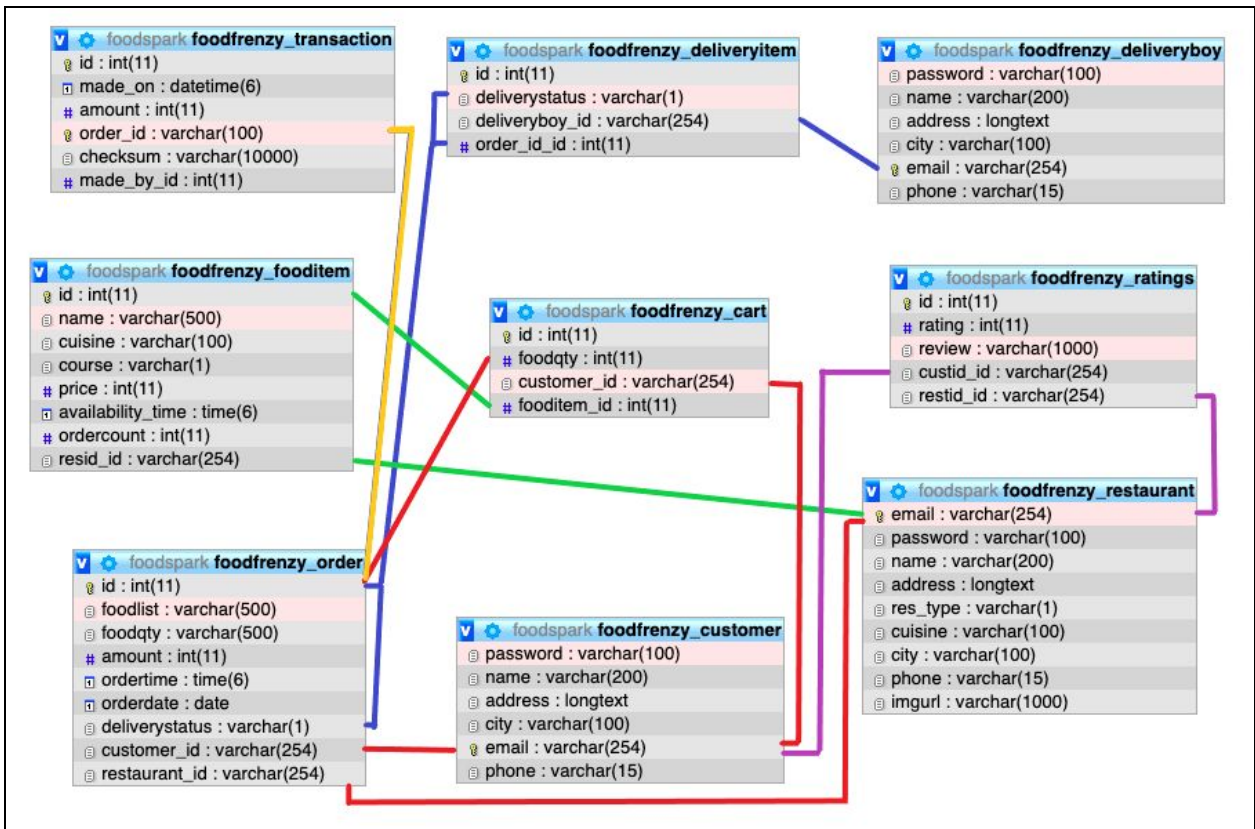 foodspark foodfrenzy_transaction
id : int(11)
made_on : datetime(6)
amount : int(11)
order_id : varchar(100)
checksum : varchar(10000)
made_by_id : int(11)
foodspark foodfrenzy_deliveryitem
id : int(11)
deliverystatus : varchar(1)
deliveryboy_id : varchar(254)
order_id_id : int(11)
foodspark foodfrenzy_deliveryboy
password : varchar(100)
name : varchar(200)
address : longtext
city : varchar(100)
email : varchar(254)
phone : varchar(15)
foodspark foodfrenzy_fooditem
id : int(11)
name : varchar(500)
cuisine : varchar(100)
course : varchar(1)
price : int(11)
availability_time : time(6)
ordercount : int(11)
resid_id : varchar(254)
foodspark foodfrenzy_cart
id : int(11)
foodqty : int(11)
customer_id : varchar(254)
fooditem_id : int(11)
foodspark foodfrenzy_ratings
id : int(11)
rating : int(11)
review : varchar(1000)
custid_id : varchar(254)
restid_id : varchar(254)
foodspark foodfrenzy_order
id : int(11)
foodlist : varchar(500)
foodqty : varchar(500)
amount : int(11)
ordertime : time(6)
orderdate : date
deliverystatus : varchar(1)
customer_id : varchar(254)
restaurant_id : varchar(254)
foodspark foodfrenzy_customer
password : varchar(100)
name : varchar(200)
address : longtext
city : varchar(100)
email : varchar(254)
phone : varchar(15)
foodspark foodfrenzy_restaurant
email : varchar(254)
password : varchar(100)
name : varchar(200)
address : longtext
res_type : varchar(1)
cuisine : varchar(100)
city : varchar(100)
phone : varchar(15)
imgurl : varchar(1000)